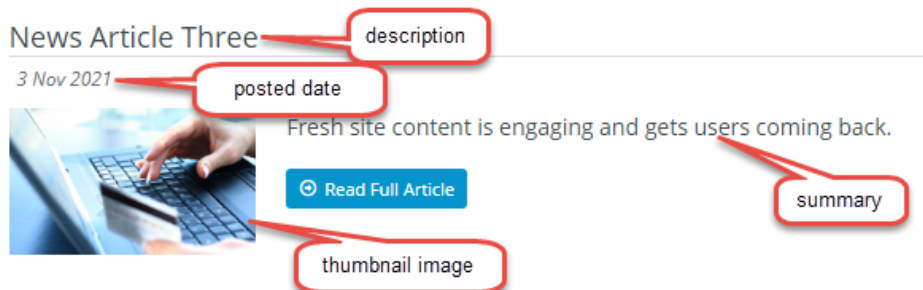 News Article Three
description
3 Nov 2021
posted date
Fresh site content is engaging and gets users coming back.
Read Full Article
summary
thumbnail image